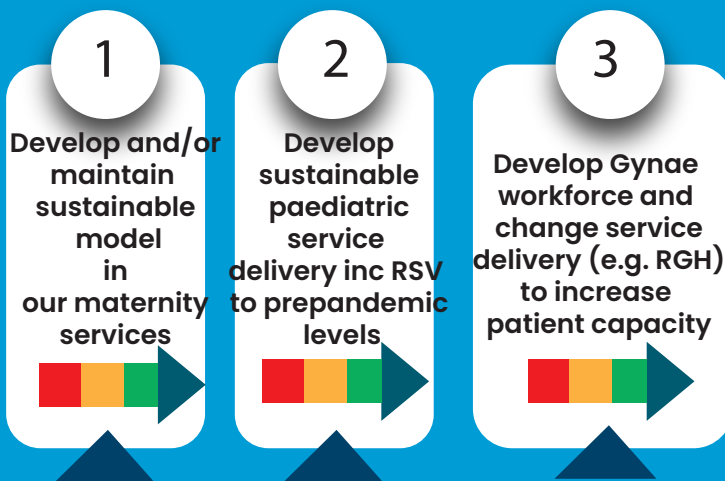 1
Develop and/or
maintain
sustainable
model
in
our maternity
services
2
Develop
sustainable
paediatric
service
delivery inc RSV
to prepandemic
levels
3
Develop Gynae
workforce and
change service
delivery (e.g. RGH)
to increase
patient capacity